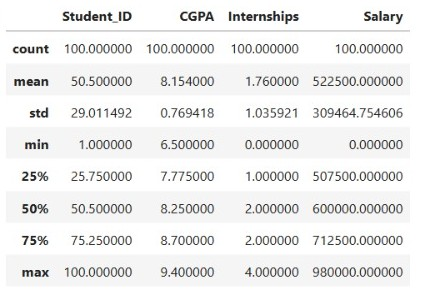 Student_ID CGPA Internships Salary
count 100.000000 100.000000 100.000000 100.000000
mean 50.500000 8.154000 1.760000 522500.000000
std 29.011492 0.769418 1.035921 309464.754606
min 1.000000 6.500000 0.000000 0.000000
25% 25.750000 7.775000 1.000000 507500.000000
50% 50.500000 8.250000 2.000000 600000.000000
75% 75.250000 8.700000 2.000000 712500.000000
max 100.000000 9.400000 4.000000 980000.000000